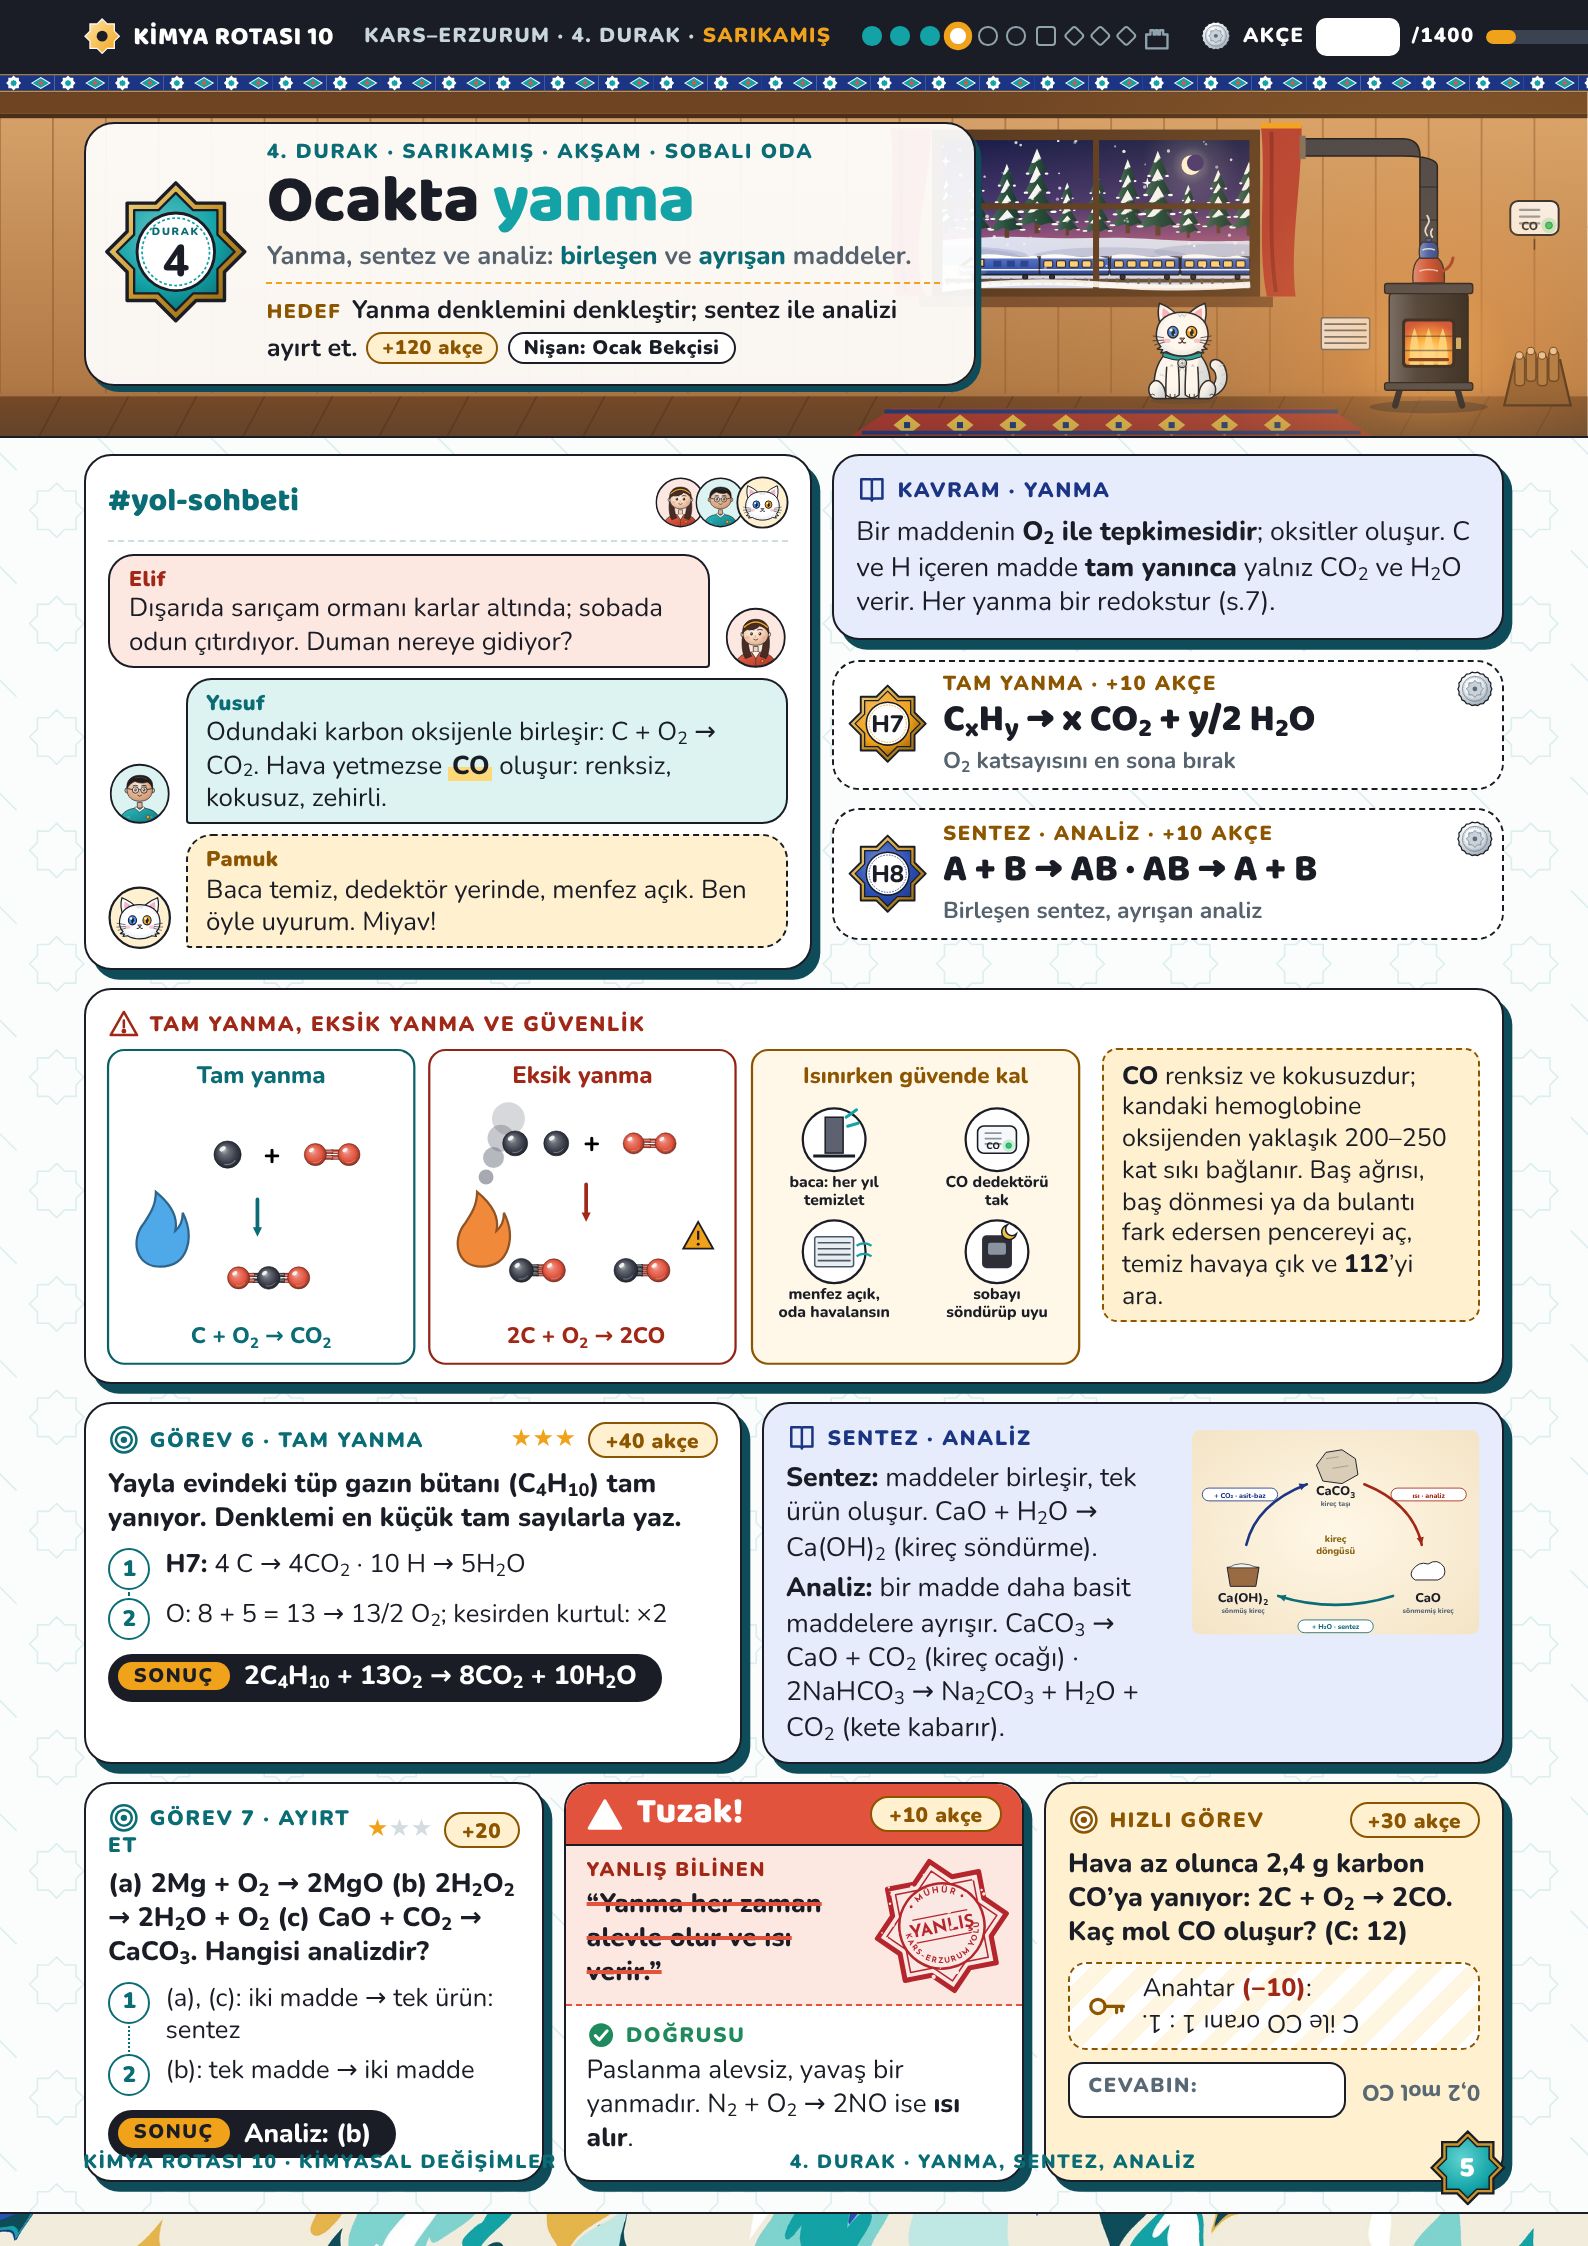 KİMYA ROTASI 10 KARS–ERZURUM · 4. DURAK · SARIKAMIŞ AKÇE /1400
4. DURAK · SARIKAMIŞ · AKŞAM · SOBALI ODA
DURAK
4
Ocakta yanma
Yanma, sentez ve analiz: birleşen ve ayrışan maddeler.
HEDEF Yanma denklemini denkleştir; sentez ile analizi
ayırt et. +120 akçe Nişan: Ocak Bekçisi
CO
#yol-sohbeti
Elif
Dışarıda sarıçam ormanı karlar altında; sobada
odun çıtırdıyor. Duman nereye gidiyor?
Yusuf
Odundaki karbon oksijenle birleşir: C + O₂ →
CO₂. Hava yetmezse CO oluşur: renksiz,
kokusuz, zehirli.
Pamuk
Baca temiz, dedektör yerinde, menfez açık. Ben
öyle uyurum. Miyav!
KAVRAM · YANMA
Bir maddenin O₂ ile tepkimesidir; oksitler oluşur. C
ve H içeren madde tam yanınca yalnız CO₂ ve H₂O
verir. Her yanma bir redokstur (s.7).
H7
TAM YANMA · +10 AKÇE
CₓHᵧ → x CO₂ + y/2 H₂O
O₂ katsayısını en sona bırak
H8
SENTEZ · ANALİZ · +10 AKÇE
A + B → AB · AB → A + B
Birleşen sentez, ayrışan analiz
TAM YANMA, EKSİK YANMA VE GÜVENLİK
Tam yanma
+
C + O₂ → CO₂
Eksik yanma
+
2C + O₂ → 2CO
Isınırken güvende kal
baca: her yıl
temizlet
CO
CO dedektörü
tak
menfez açık,
oda havalansın
sobayı
söndürüp uyu
CO renksiz ve kokusuzdur;
kandaki hemoglobine
oksijenden yaklaşık 200–250
kat sıkı bağlanır. Baş ağrısı,
baş dönmesi ya da bulantı
fark edersen pencereyi aç,
temiz havaya çık ve 112’yi
ara.
GÖREV 6 · TAM YANMA ★★★ +40 akçe
Yayla evindeki tüp gazın bütanı (C₄H₁₀) tam
yanıyor. Denklemi en küçük tam sayılarla yaz.
1 H7: 4 C → 4CO₂ · 10 H → 5H₂O
2 O: 8 + 5 = 13 → 13/2 O₂; kesirden kurtul: ×2
SONUÇ 2C₄H₁₀ + 13O₂ → 8CO₂ + 10H₂O
SENTEZ · ANALİZ
Sentez: maddeler birleşir, tek
ürün oluşur. CaO + H₂O →
Ca(OH)₂ (kireç söndürme).
Analiz: bir madde daha basit
maddelere ayrışır. CaCO₃ →
CaO + CO₂ (kireç ocağı) ·
2NaHCO₃ → Na₂CO₃ + H₂O +
CO₂ (kete kabarır).
CaCO₃
kireç taşı
+ CO₂ · asit-baz
ısı · analiz
kireç
döngüsü
Ca(OH)₂
sönmüş kireç
CaO
sönmemiş kireç
+ H₂O · sentez
GÖREV 7 · AYIRT
ET ★★★ +20
(a) 2Mg + O₂ → 2MgO (b) 2H₂O₂
→ 2H₂O + O₂ (c) CaO + CO₂ →
CaCO₃. Hangisi analizdir?
1 (a), (c): iki madde → tek ürün:
sentez
2 (b): tek madde → iki madde
SONUÇ Analiz: (b)
Tuzak! +10 akçe
YANLIŞ BİLİNEN
“Yanma her zaman
alevle olur ve ısı
verir.”
MÜHÜR
YANLIŞ
KARS-ERZURUM YOLU
DOĞRUSU
Paslanma alevsiz, yavaş bir
yanmadır. N₂ + O₂ → 2NO ise ısı
alır.
HIZLI GÖREV +30 akçe
Hava az olunca 2,4 g karbon
CO’ya yanıyor: 2C + O₂ → 2CO.
Kaç mol CO oluşur? (C: 12)
Anahtar (−10):
C ile CO oranı 1 : 1.
CEVABIN: 0,2 mol CO
KİMYA ROTASI 10 · KİMYASAL DEĞİŞİMLER 4. DURAK · YANMA, SENTEZ, ANALİZ 5